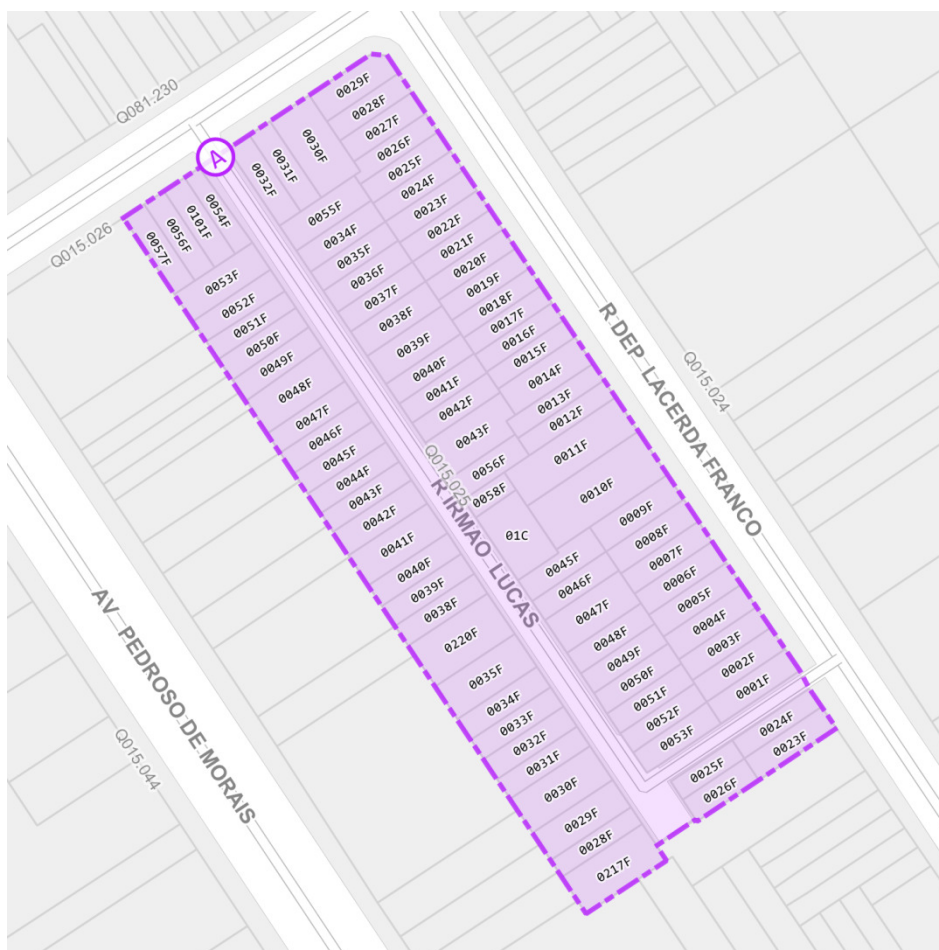 Q081.230
A
Q015.026
0029F
0028F
0027F
0026F
0025F
0024F
0023F
0022F
0021F
0020F
0019F
0018F
0017F
0016F
0015F
0014F
0013F
0012F
0011F
0010F
0009F
0008F
0007F
0006F
0005F
0004F
0003F
0002F
0001F
0024F
0023F
0030F
0031F
0032F
0055F
0034F
0035F
0036F
0037F
0038F
0039F
0040F
0041F
0042F
0043F
0056F
0058F
01C
0045F
0046F
0047F
0048F
0049F
0050F
0051F
0052F
0053F
0025F
0026F
0054F
0101F
0056F
0057F
0053F
0052F
0051F
0050F
0049F
0048F
0047F
0046F
0045F
0044F
0043F
0042F
0041F
0040F
0039F
0038F
0220F
0035F
0034F
0033F
0032F
0031F
0030F
0029F
0028F
0217F
R DEP LACERDA FRANCO
Q015.024
Q015.025
R IRMAO LUCAS
AV PEDROSO DE MORAIS
Q015.044